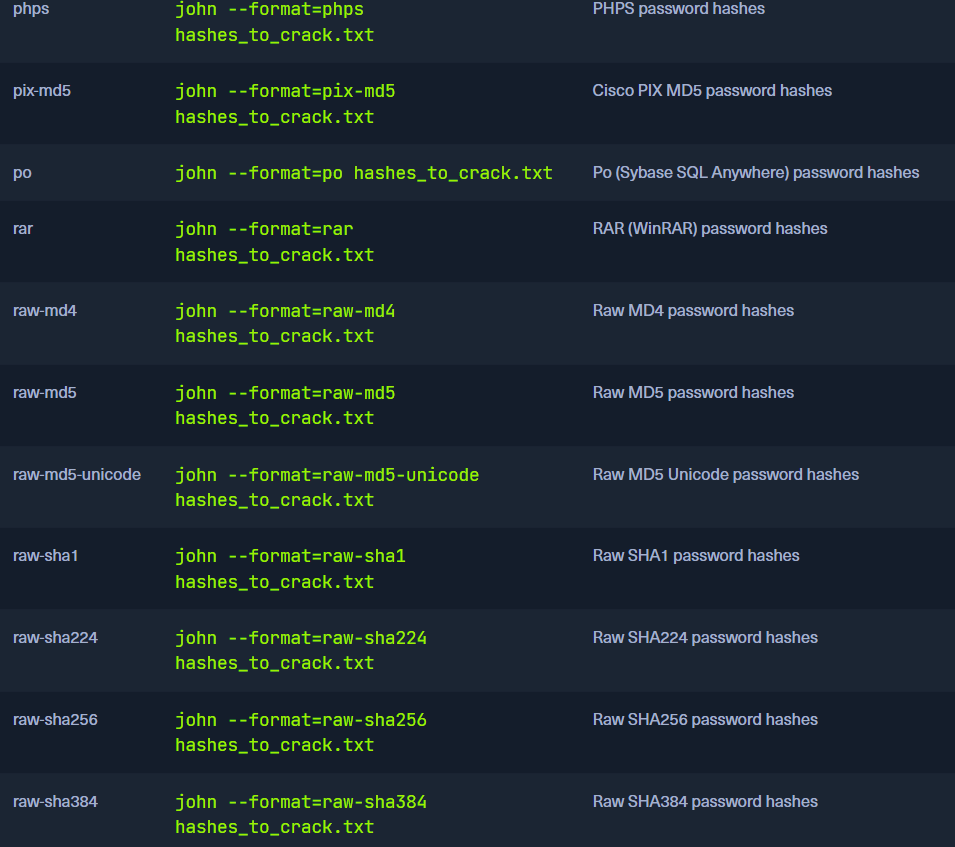 phps john --format=phps PHPS password hashes
hashes_to_crack.txt
pix-md5 john --format=pix-md5 Cisco PIX MD5 password hashes
hashes_to_crack.txt
po john --format=po hashes_to_crack.txt Po (Sybase SQL Anywhere) password hashes
rar john --format=rar RAR (WinRAR) password hashes
hashes_to_crack.txt
raw-md4 john --format=raw-md4 Raw MD4 password hashes
hashes_to_crack.txt
raw-md5 john --format=raw-md5 Raw MD5 password hashes
hashes_to_crack.txt
raw-md5-unicode john --format=raw-md5-unicode Raw MD5 Unicode password hashes
hashes_to_crack.txt
raw-sha1 john --format=raw-sha1 Raw SHA1 password hashes
hashes_to_crack.txt
raw-sha224 john --format=raw-sha224 Raw SHA224 password hashes
hashes_to_crack.txt
raw-sha256 john --format=raw-sha256 Raw SHA256 password hashes
hashes_to_crack.txt
raw-sha384 john --format=raw-sha384 Raw SHA384 password hashes
hashes_to_crack.txt